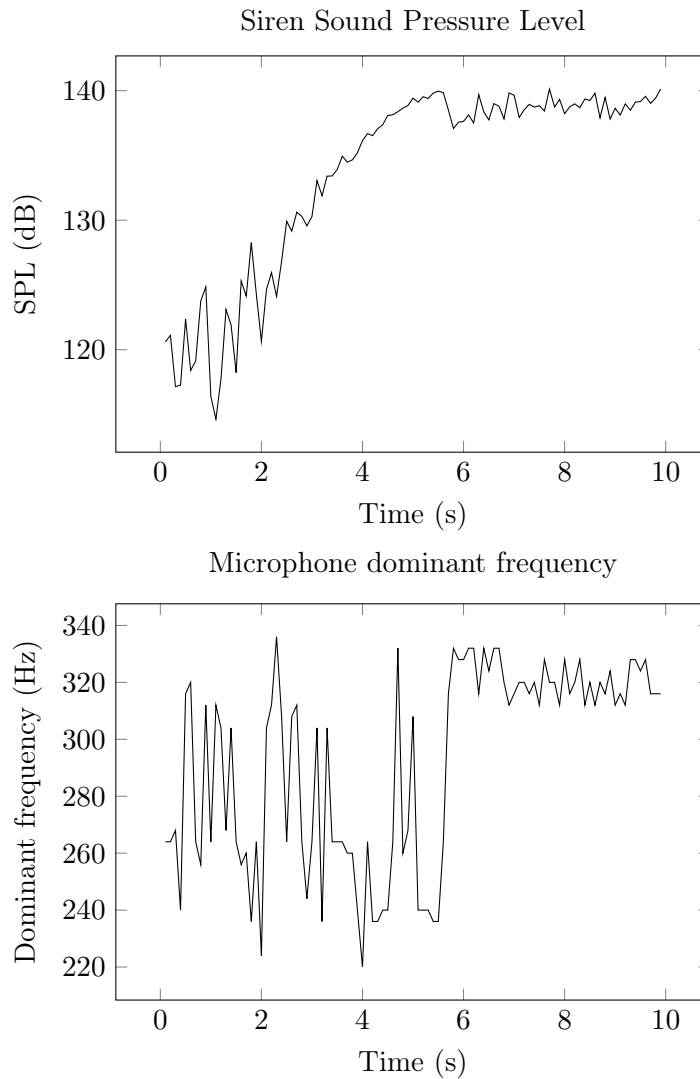 Siren Sound Pressure Level
140
130
120
SPL (dB)
0 2 4 6 8 10
Time (s)
Microphone dominant frequency
340
320
300
280
260
240
220
Dominant frequency (Hz)
0 2 4 6 8 10
Time (s)